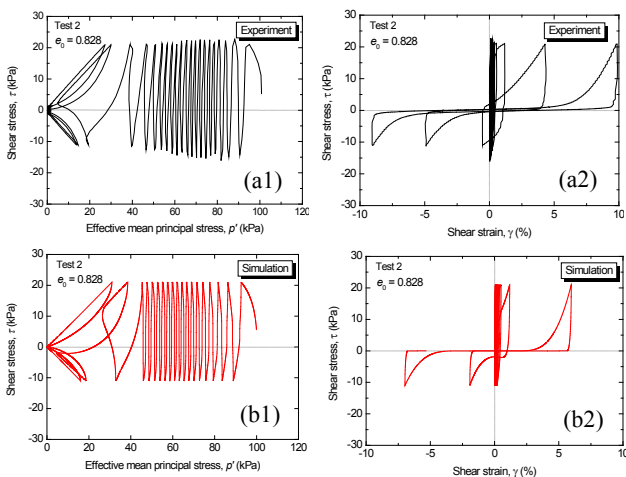 Test 2
e₀ = 0.828
Experiment
30
20
10
0
-10
-20
-30
Shear stress, τ (kPa)
0 20 40 60 80 100 120
Effective mean principal stress, p' (kPa)
(a1)
Test 2
e₀ = 0.828
Experiment
30
20
10
0
-10
-20
-30
Shear stress, τ (kPa)
-10 -5 0 5 10
Shear strain, γ (%)
(a2)
Test 2
e₀ = 0.828
Simulation
30
20
10
0
-10
-20
-30
Shear stress, τ (kPa)
0 20 40 60 80 100 120
Effective mean principal stress, p' (kPa)
(b1)
Test 2
e₀ = 0.828
Simulation
30
20
10
0
-10
-20
-30
Shear stress, τ (kPa)
-10 -5 0 5 10
Shear strain, γ (%)
(b2)